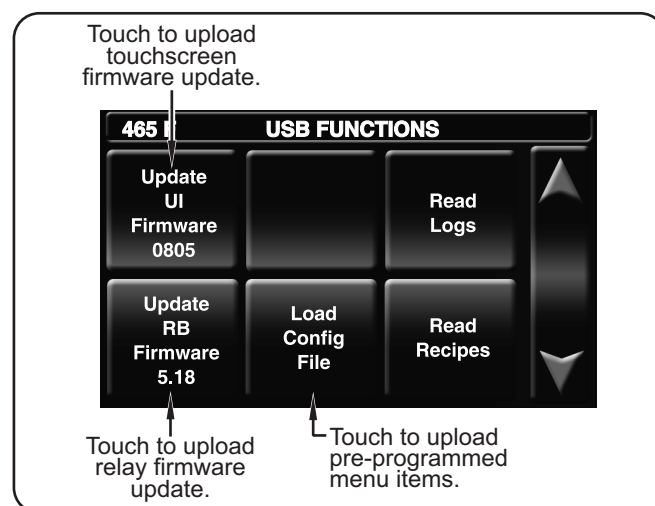 Touch to upload
touchscreen
firmware update.
465 F USB FUNCTIONS
Update
UI
Firmware
0805
Read
Logs
Update
RB
Firmware
5.18
Load
Config
File
Read
Recipes
Touch to upload
relay firmware
update.
Touch to upload
pre-programmed
menu items.